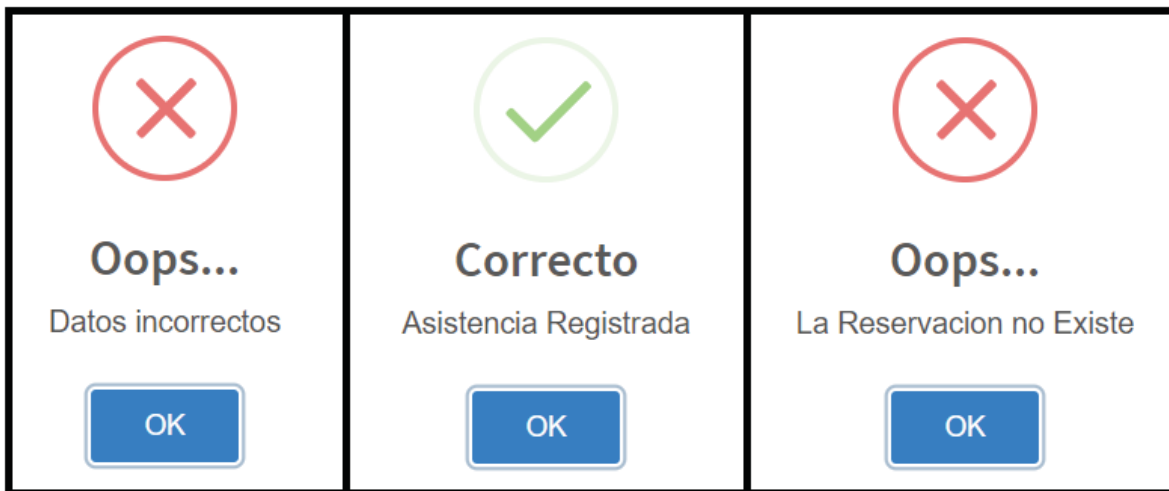 Oops...
Datos incorrectos
OK
Correcto
Asistencia Registrada
OK
Oops...
La Reservacion no Existe
OK